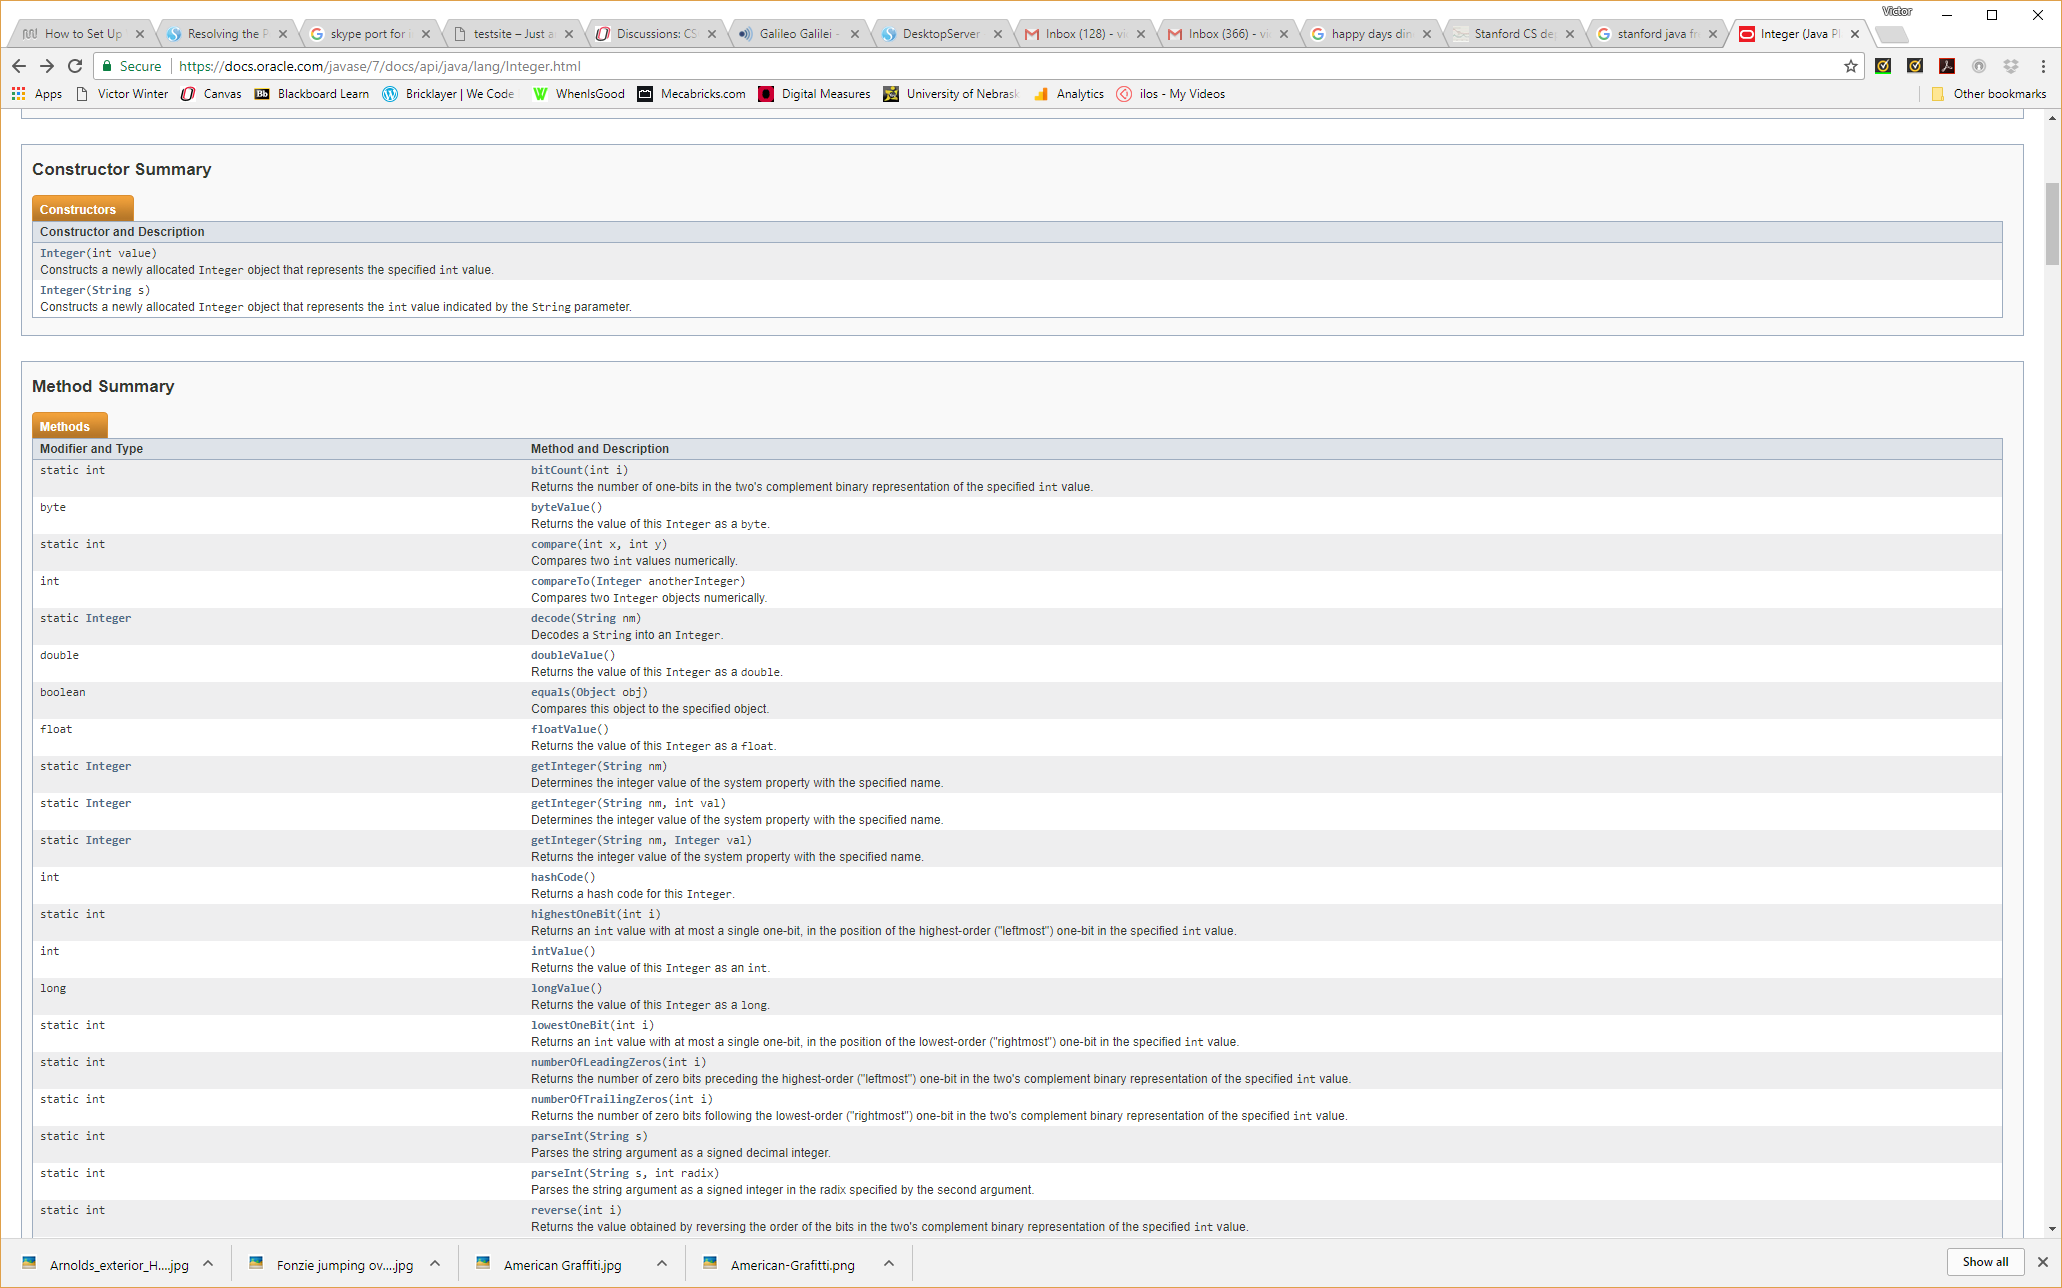 Victor
How to Set Up
Resolving the P
skype port for i
testsite – Just a
Discussions: CS
Galileo Galilei -
DesktopServer
Inbox (128) - vi
Inbox (366) - vi
happy days din
Stanford CS de
stanford java fr
Integer (Java Pl
Secure
https://docs.oracle.com/javase/7/docs/api/java/lang/Integer.html
Apps
Victor Winter
Canvas
Bb Blackboard Learn
Bricklayer | We Code
WhenIsGood
Mecabricks.com
Digital Measures
University of Nebrask
Analytics
ilos - My Videos
Other bookmarks
Constructor Summary
Constructors
Constructor and Description
Integer(int value)
Constructs a newly allocated Integer object that represents the specified int value.
Integer(String s)
Constructs a newly allocated Integer object that represents the int value indicated by the String parameter.
Method Summary
Methods
Modifier and Type Method and Description
static int bitCount(int i)
Returns the number of one-bits in the two's complement binary representation of the specified int value.
byte byteValue()
Returns the value of this Integer as a byte.
static int compare(int x, int y)
Compares two int values numerically.
int compareTo(Integer anotherInteger)
Compares two Integer objects numerically.
static Integer decode(String nm)
Decodes a String into an Integer.
double doubleValue()
Returns the value of this Integer as a double.
boolean equals(Object obj)
Compares this object to the specified object.
float floatValue()
Returns the value of this Integer as a float.
static Integer getInteger(String nm)
Determines the integer value of the system property with the specified name.
static Integer getInteger(String nm, int val)
Determines the integer value of the system property with the specified name.
static Integer getInteger(String nm, Integer val)
Returns the integer value of the system property with the specified name.
int hashCode()
Returns a hash code for this Integer.
static int highestOneBit(int i)
Returns an int value with at most a single one-bit, in the position of the highest-order ("leftmost") one-bit in the specified int value.
int intValue()
Returns the value of this Integer as an int.
long longValue()
Returns the value of this Integer as a long.
static int lowestOneBit(int i)
Returns an int value with at most a single one-bit, in the position of the lowest-order ("rightmost") one-bit in the specified int value.
static int numberOfLeadingZeros(int i)
Returns the number of zero bits preceding the highest-order ("leftmost") one-bit in the two's complement binary representation of the specified int value.
static int numberOfTrailingZeros(int i)
Returns the number of zero bits following the lowest-order ("rightmost") one-bit in the two's complement binary representation of the specified int value.
static int parseInt(String s)
Parses the string argument as a signed decimal integer.
static int parseInt(String s, int radix)
Parses the string argument as a signed integer in the radix specified by the second argument.
static int reverse(int i)
Returns the value obtained by reversing the order of the bits in the two's complement binary representation of the specified int value.
Arnolds_exterior_H....jpg
Fonzie jumping ov....jpg
American Graffiti.jpg
American-Grafitti.png
Show all